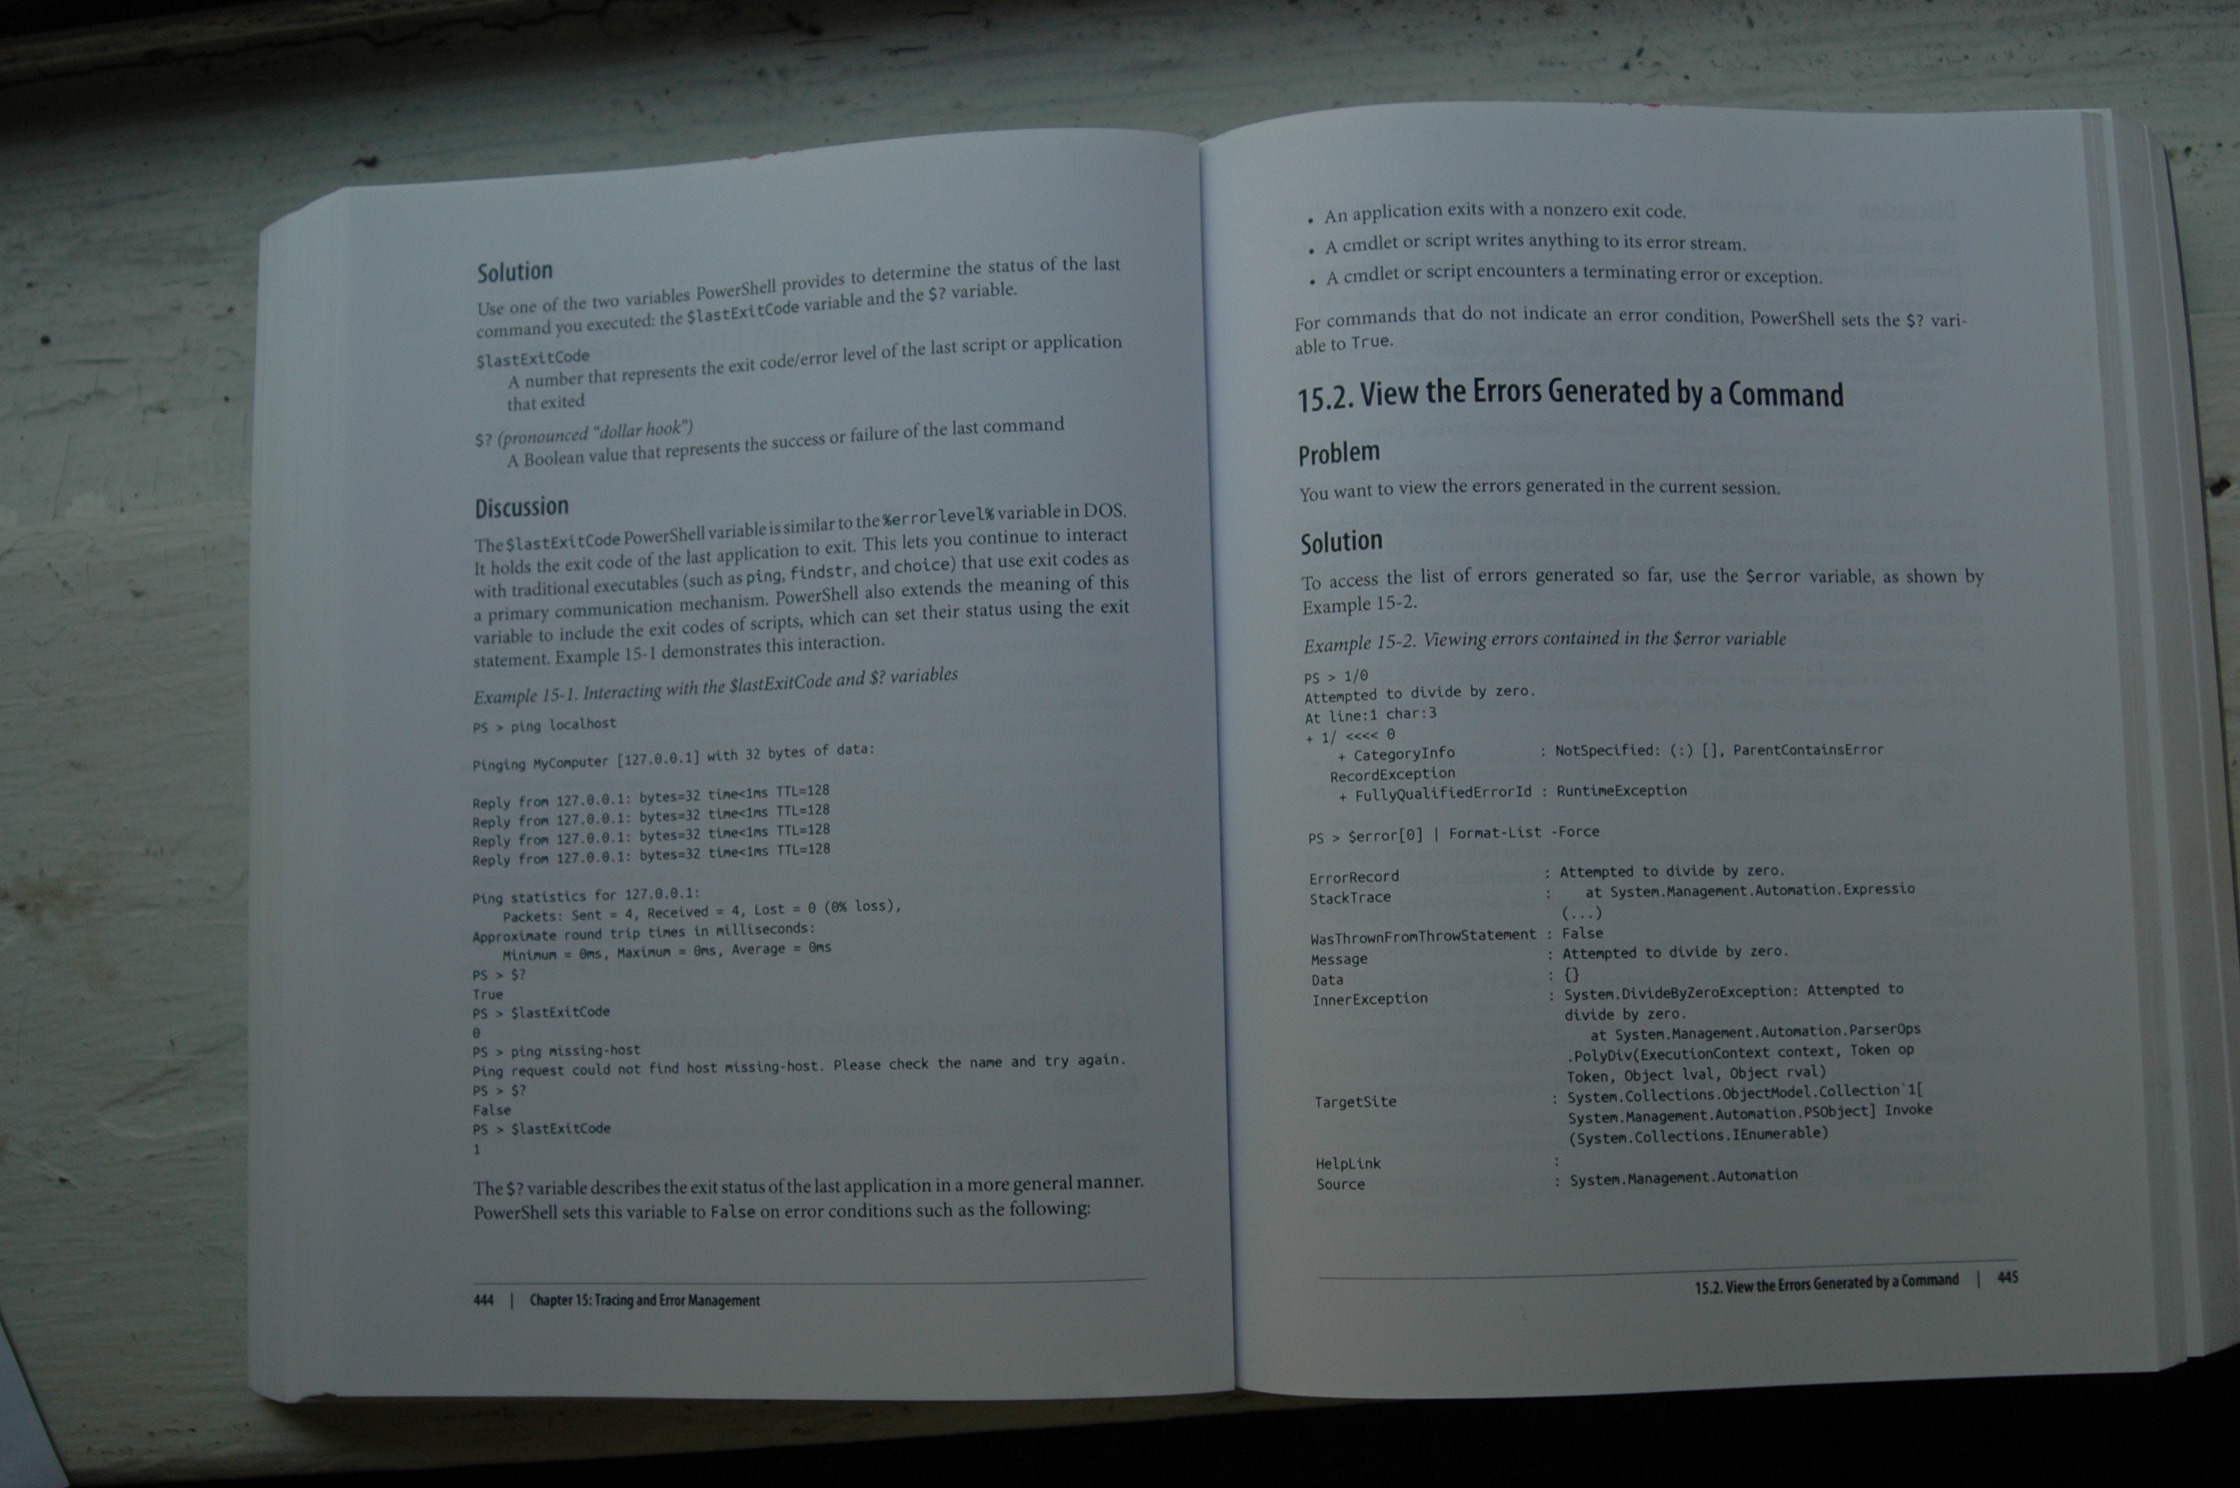 Solution
Use one of the two variables PowerShell provides to determine the status of the last
command you executed: the $lastExitCode variable and the $? variable.
$lastExitCode
A number that represents the exit code/error level of the last script or application
that exited
$? (pronounced “dollar hook”)
A Boolean value that represents the success or failure of the last command
Discussion
The $lastExitCode PowerShell variable is similar to the %errorlevel% variable in DOS.
It holds the exit code of the last application to exit. This lets you continue to interact
with traditional executables (such as ping, findstr, and choice) that use exit codes as
a primary communication mechanism. PowerShell also extends the meaning of this
variable to include the exit codes of scripts, which can set their status using the exit
statement. Example 15-1 demonstrates this interaction.
Example 15-1. Interacting with the $lastExitCode and $? variables
PS > ping localhost
Pinging MyComputer [127.0.0.1] with 32 bytes of data:
Reply from 127.0.0.1: bytes=32 time<1ms TTL=128
Reply from 127.0.0.1: bytes=32 time<1ms TTL=128
Reply from 127.0.0.1: bytes=32 time<1ms TTL=128
Reply from 127.0.0.1: bytes=32 time<1ms TTL=128
Ping statistics for 127.0.0.1:
Packets: Sent = 4, Received = 4, Lost = 0 (0% loss),
Approximate round trip times in milliseconds:
Minimum = 0ms, Maximum = 0ms, Average = 0ms
PS > $?
True
PS > $lastExitCode
0
PS > ping missing-host
Ping request could not find host missing-host. Please check the name and try again.
PS > $?
False
PS > $lastExitCode
1
The $? variable describes the exit status of the last application in a more general manner.
PowerShell sets this variable to False on error conditions such as the following:
444 | Chapter 15: Tracing and Error Management
• An application exits with a nonzero exit code.
• A cmdlet or script writes anything to its error stream.
• A cmdlet or script encounters a terminating error or exception.
For commands that do not indicate an error condition, PowerShell sets the $? vari-
able to True.
15.2. View the Errors Generated by a Command
Problem
You want to view the errors generated in the current session.
Solution
To access the list of errors generated so far, use the $error variable, as shown by
Example 15-2.
Example 15-2. Viewing errors contained in the $error variable
PS > 1/0
Attempted to divide by zero.
At line:1 char:3
+ 1/ <<<< 0
+ CategoryInfo : NotSpecified: (:) [], ParentContainsError
RecordException
+ FullyQualifiedErrorId : RuntimeException
PS > $error[0] | Format-List -Force
ErrorRecord : Attempted to divide by zero.
StackTrace : at System.Management.Automation.Expressio
(...)
WasThrownFromThrowStatement : False
Message : Attempted to divide by zero.
Data : {}
InnerException : System.DivideByZeroException: Attempted to
divide by zero.
at System.Management.Automation.ParserOps
.PolyDiv(ExecutionContext context, Token op
Token, Object lval, Object rval)
TargetSite : System.Collections.ObjectModel.Collection`1[
System.Management.Automation.PSObject] Invoke
(System.Collections.IEnumerable)
HelpLink :
Source : System.Management.Automation
15.2. View the Errors Generated by a Command | 445